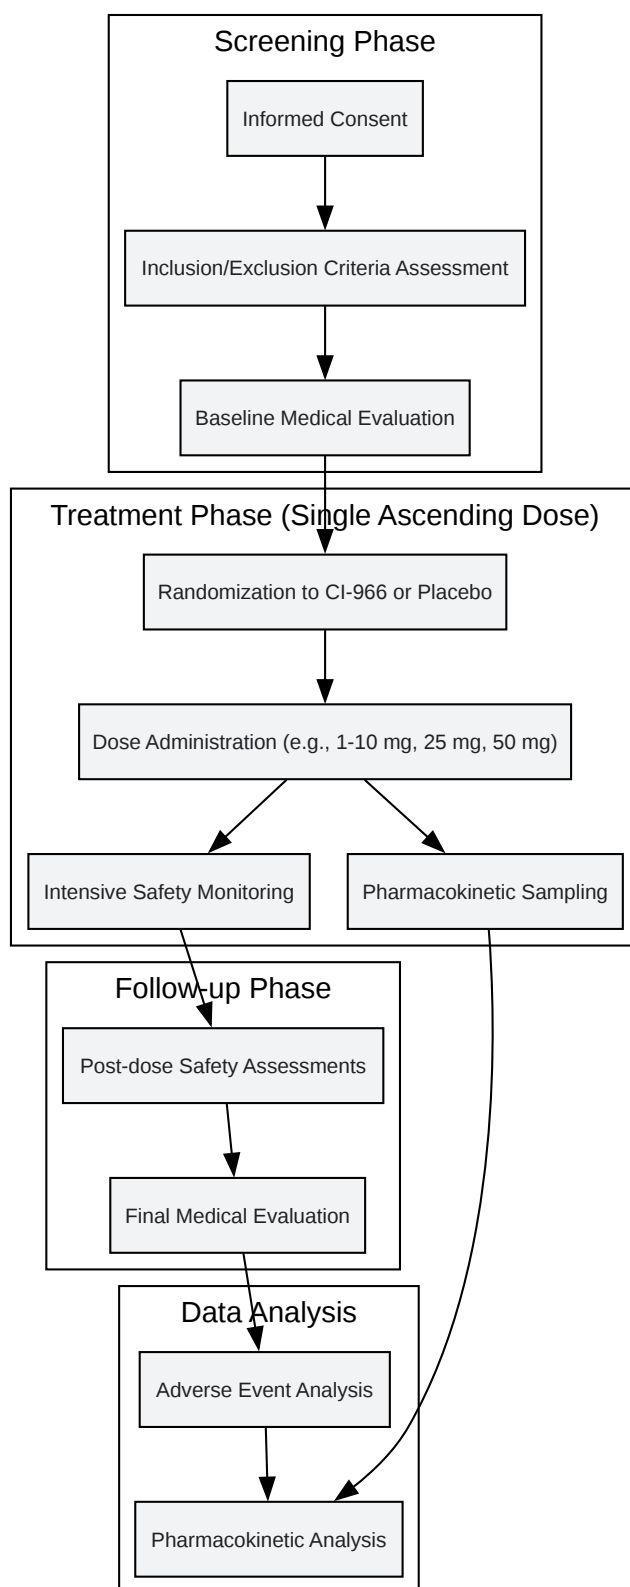 Screening Phase
Informed Consent
Inclusion/Exclusion Criteria Assessment
Baseline Medical Evaluation
Treatment Phase (Single Ascending Dose)
Randomization to CI-966 or Placebo
Dose Administration (e.g., 1-10 mg, 25 mg, 50 mg)
Intensive Safety Monitoring
Pharmacokinetic Sampling
Follow-up Phase
Post-dose Safety Assessments
Final Medical Evaluation
Data Analysis
Adverse Event Analysis
Pharmacokinetic Analysis